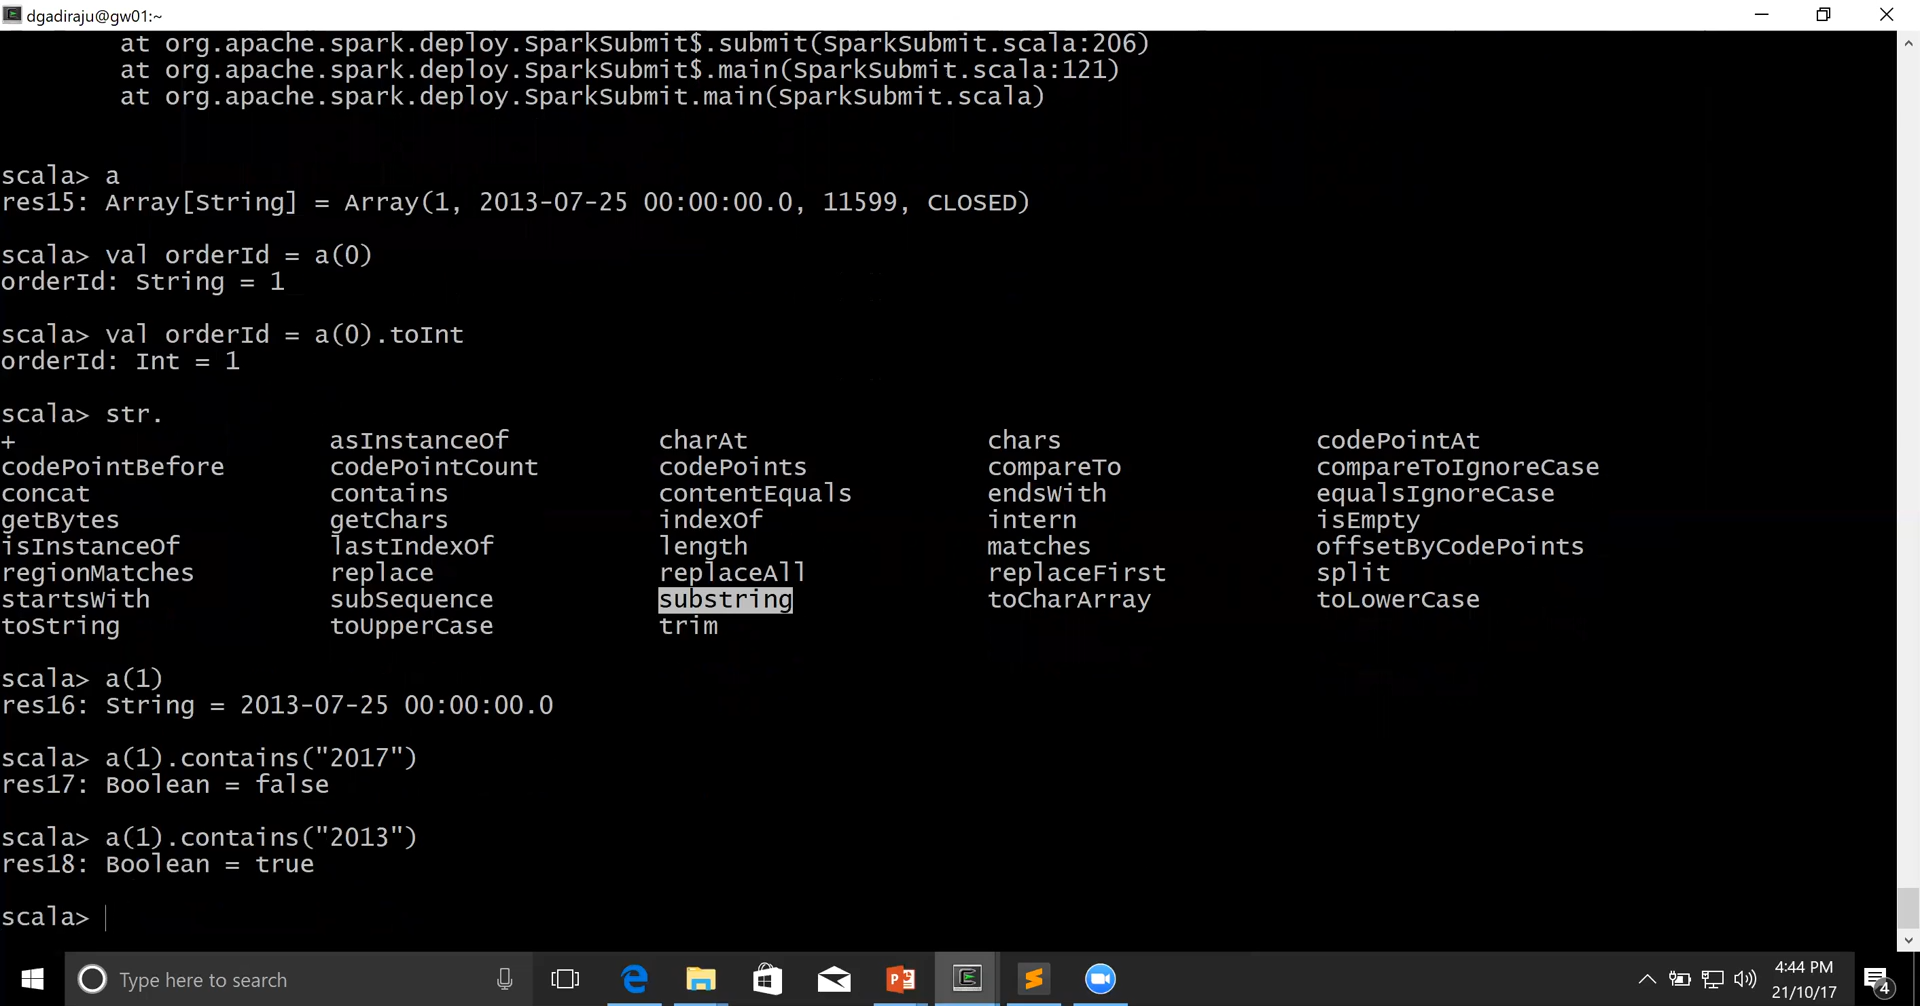 dgadiraju@gw01:~
at org.apache.spark.deploy.SparkSubmit$.submit(SparkSubmit.scala:206)
at org.apache.spark.deploy.SparkSubmit$.main(SparkSubmit.scala:121)
at org.apache.spark.deploy.SparkSubmit.main(SparkSubmit.scala)
scala> a
res15: Array[String] = Array(1, 2013-07-25 00:00:00.0, 11599, CLOSED)
scala> val orderId = a(0)
orderId: String = 1
scala> val orderId = a(0).toInt
orderId: Int = 1
scala> str.
+ asInstanceOf charAt chars codePointAt
codePointBefore codePointCount codePoints compareTo compareToIgnoreCase
concat contains contentEquals endsWith equalsIgnoreCase
getBytes getChars indexOf intern isEmpty
isInstanceOf lastIndexOf length matches offsetByCodePoints
regionMatches replace replaceAll replaceFirst split
startsWith subSequence substring toCharArray toLowerCase
toString toUpperCase trim
scala> a(1)
res16: String = 2013-07-25 00:00:00.0
scala> a(1).contains("2017")
res17: Boolean = false
scala> a(1).contains("2013")
res18: Boolean = true
scala>
Type here to search
4:44 PM
21/10/17
4